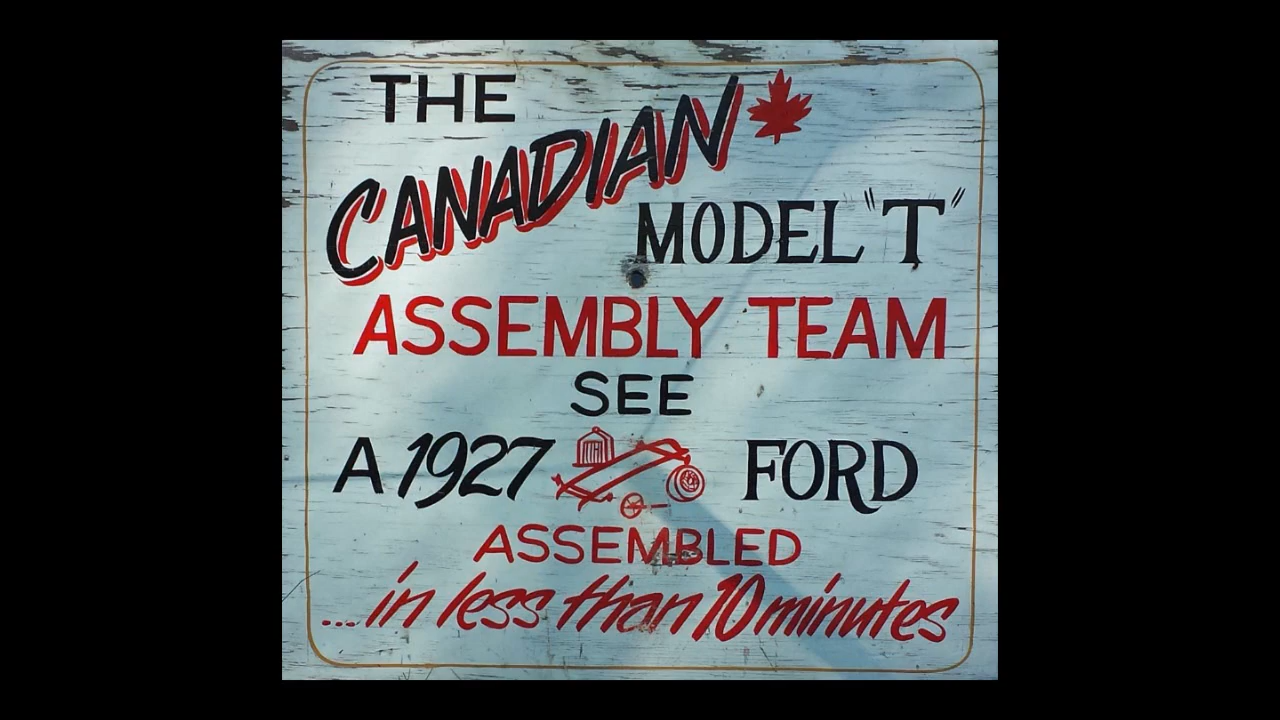 THE
CANADIAN
MODEL "T"
ASSEMBLY TEAM
SEE
A 1927 FORD
ASSEMBLED
...in less than 10 minutes